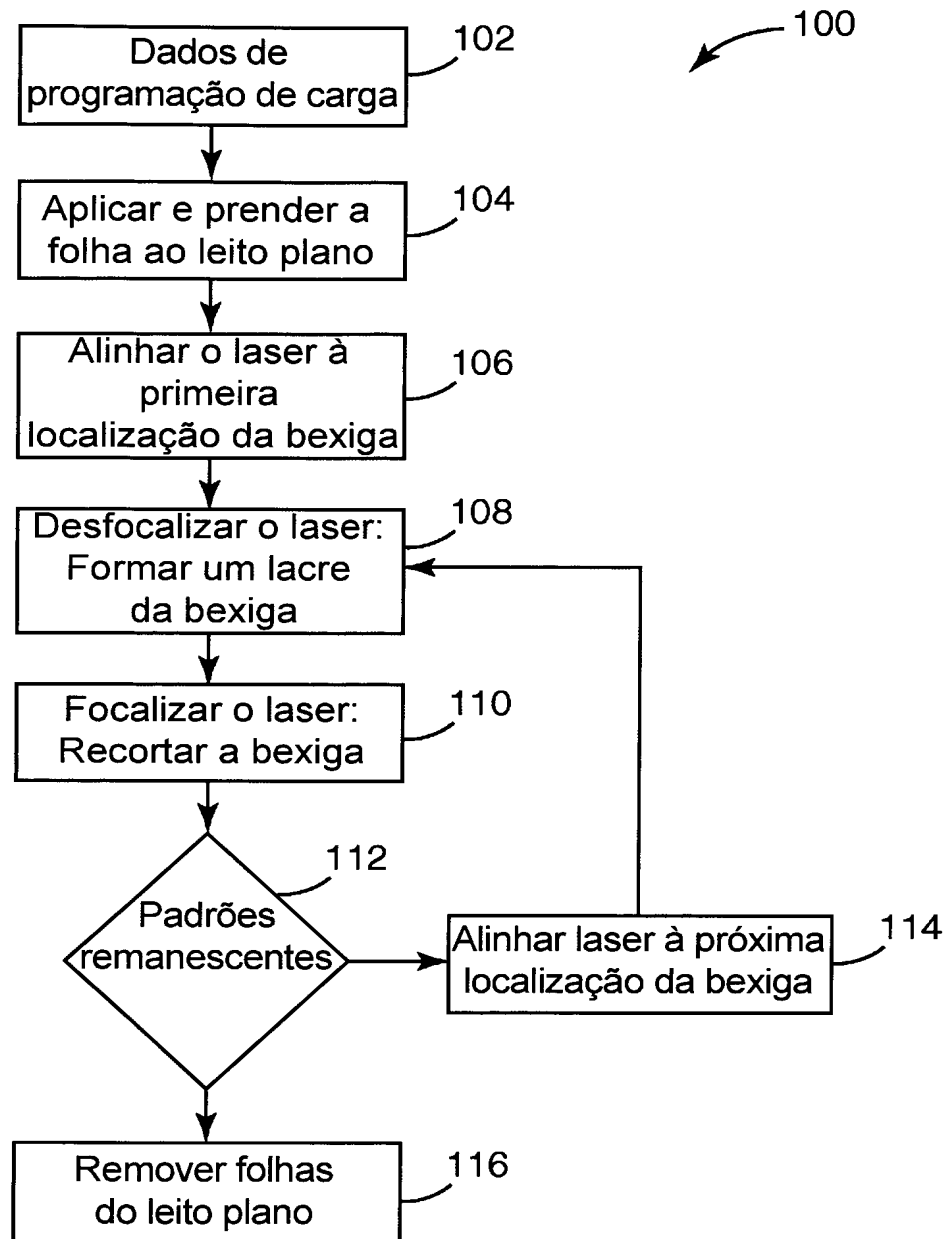 100
Dados de
programação de carga
102
Aplicar e prender a
folha ao leito plano
104
Alinhar o laser à
primeira
localização da bexiga
106
Desfocalizar o laser:
Formar um lacre
da bexiga
108
Focalizar o laser:
Recortar a bexiga
110
Padrões
remanescentes
112
Alinhar laser à próxima
localização da bexiga
114
Remover folhas
do leito plano
116